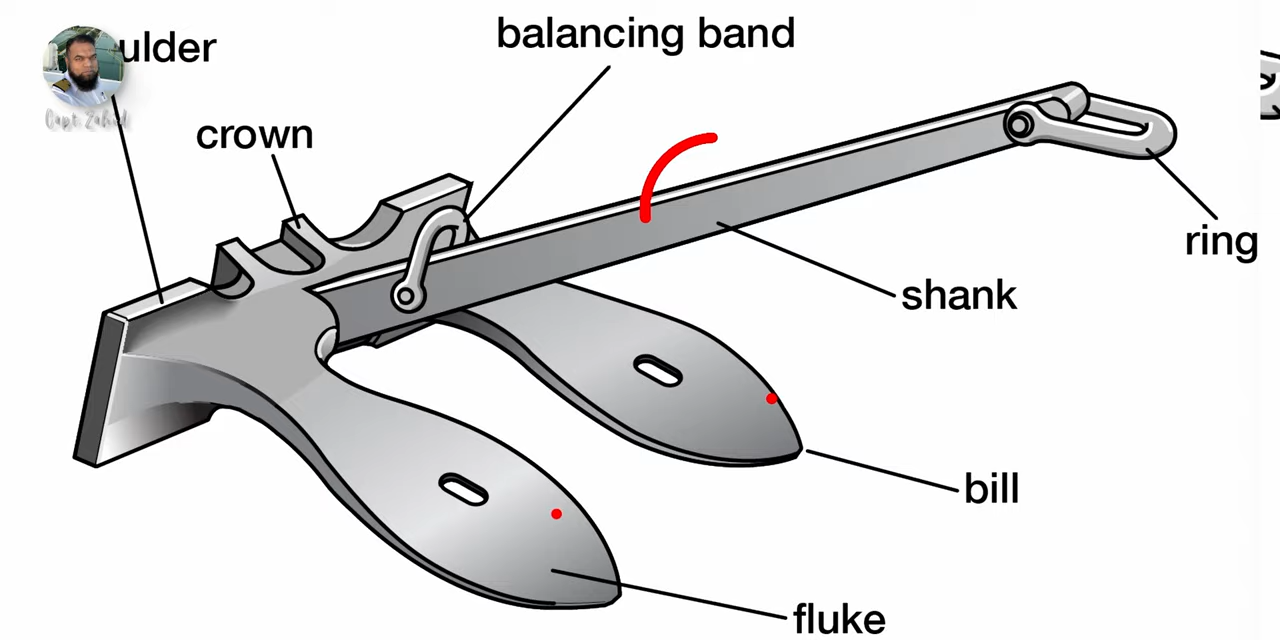 balancing band
ulder
crown
ring
shank
bill
fluke